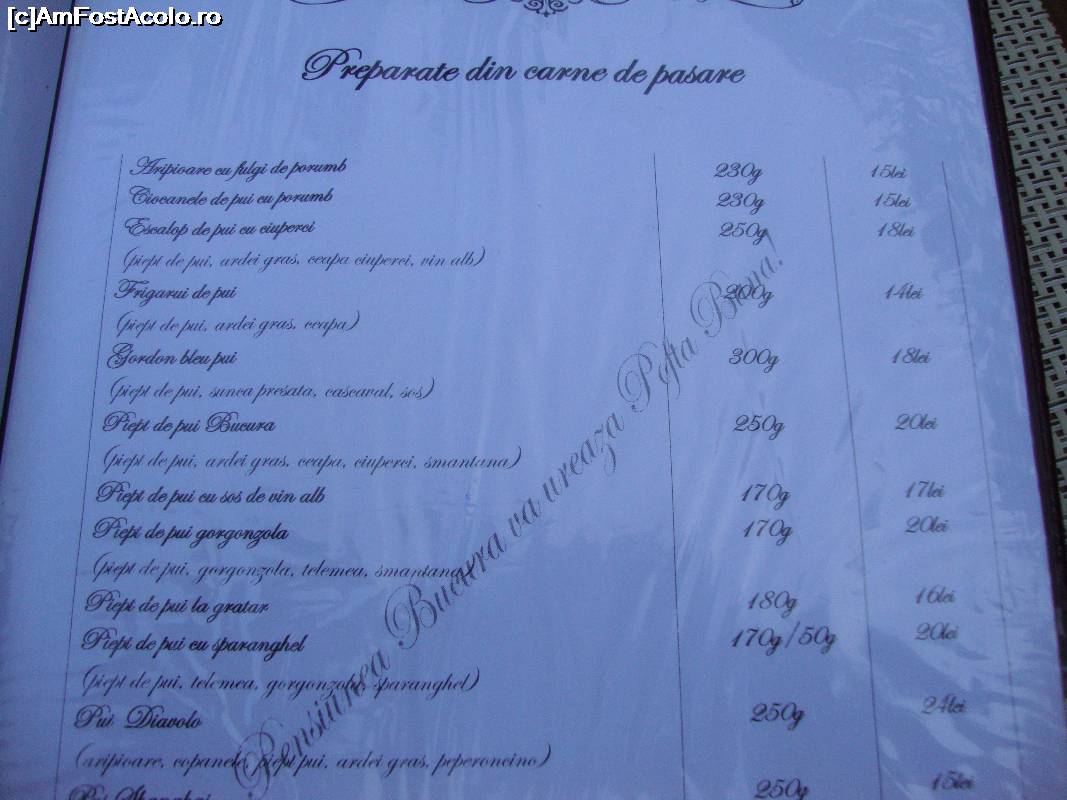 [c]AmFostAcolo.ro
Preparate din carne de pasare
Aripioare cu fulgi de porumb 230g 15lei
Ciocanele de pui cu porumb 230g 15lei
Escalop de pui cu ciuperci 250g 18lei
(piept de pui, ardei gras, ceapa ciuperci, vin alb)
Frigarui de pui 200g 14lei
(piept de pui, ardei gras, ceapa)
Gordon bleu pui 300g 18lei
(piept de pui, sunca presata, cascaval, sos)
Piept de pui Bucura 250g 20lei
(piept de pui, ardei gras, ceapa, ciuperci, smantana)
Piept de pui cu sos de vin alb 170g 17lei
Piept de pui gorgonzola 170g 20lei
(piept de pui, gorgonzola, telemea, smantana)
Piept de pui la gratar 180g 16lei
Piept de pui cu sparanghel 170g/50g 20lei
(piept de pui, telemea, gorgonzola, sparanghel)
Pui Diavolo 250g 24lei
(aripioare, copanele, piept pui, ardei gras, peperoncino)
Pui Shanghai 250g 15lei
Pensiunea Bucura va ureaza Pofta Buna!